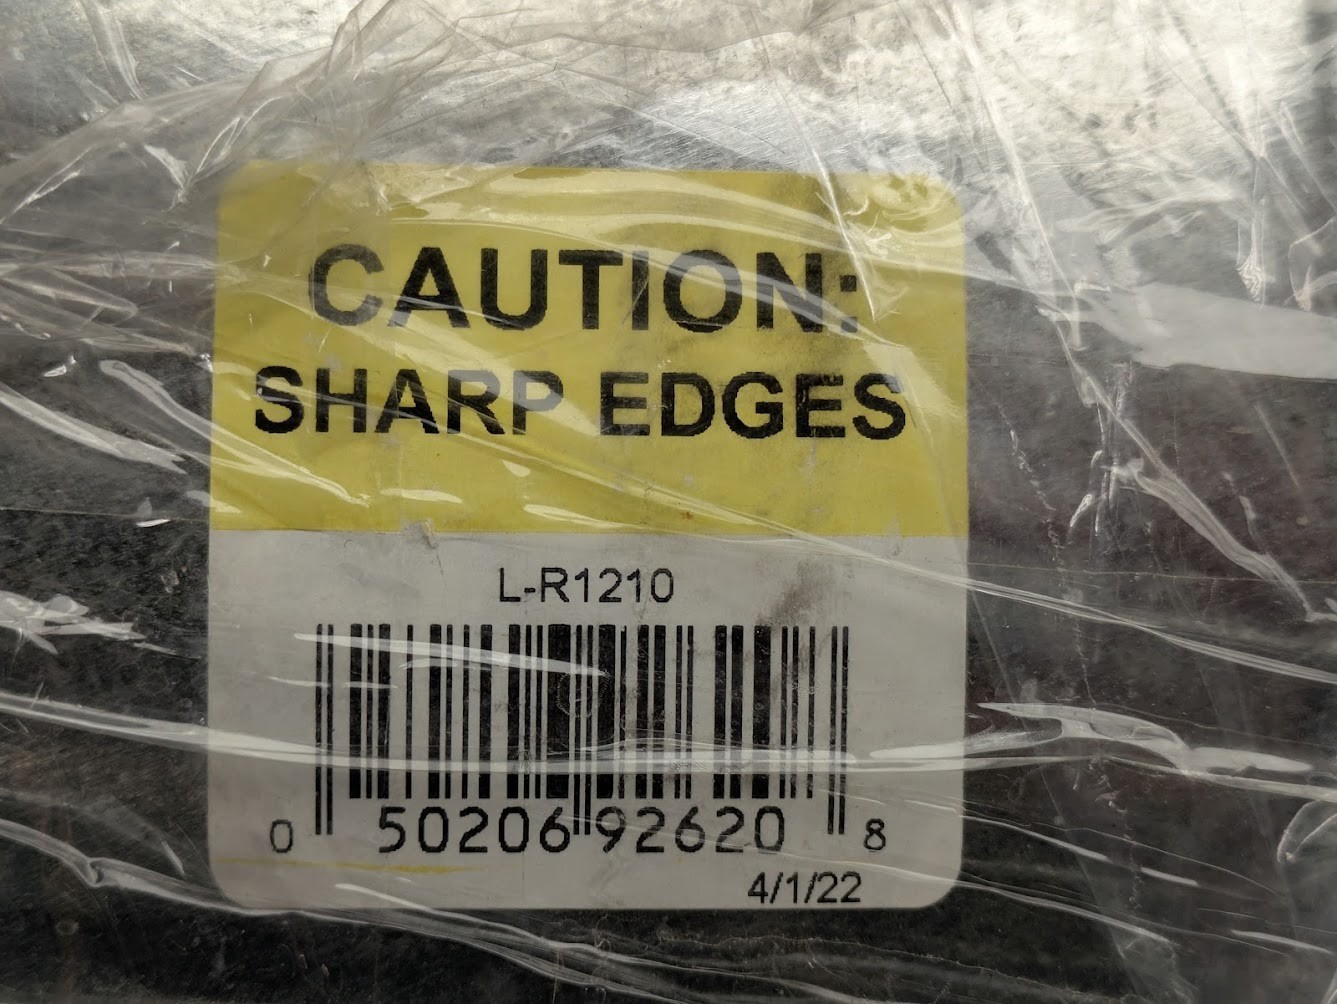 CAUTION:
SHARP EDGES
L-R1210
0 50206 92620 8
4/1/22